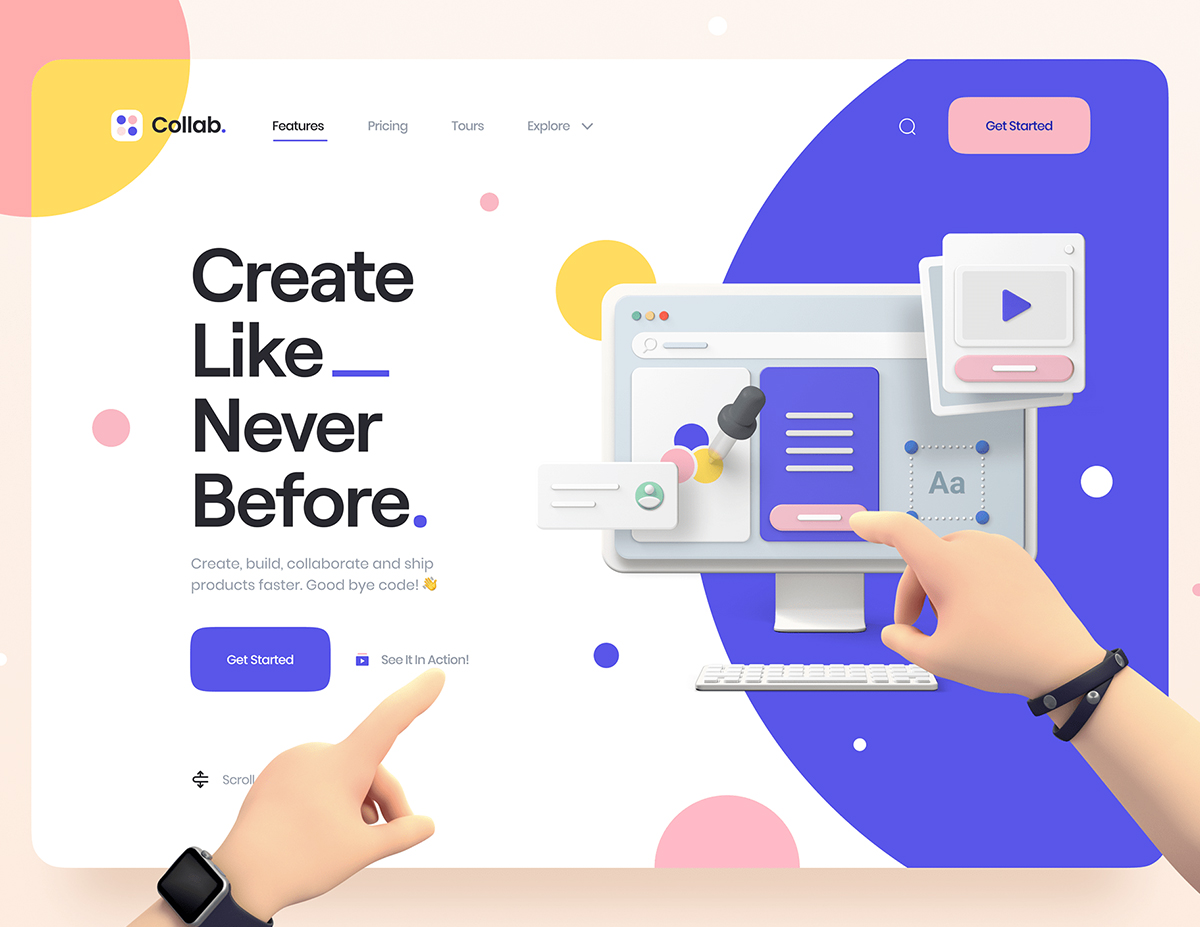 Collab.
Features
Pricing
Tours
Explore
Get Started
Create
Like
Never
Before.
Create, build, collaborate and ship
products faster. Good bye code! 👋
Get Started
See It In Action!
Scroll
Aa